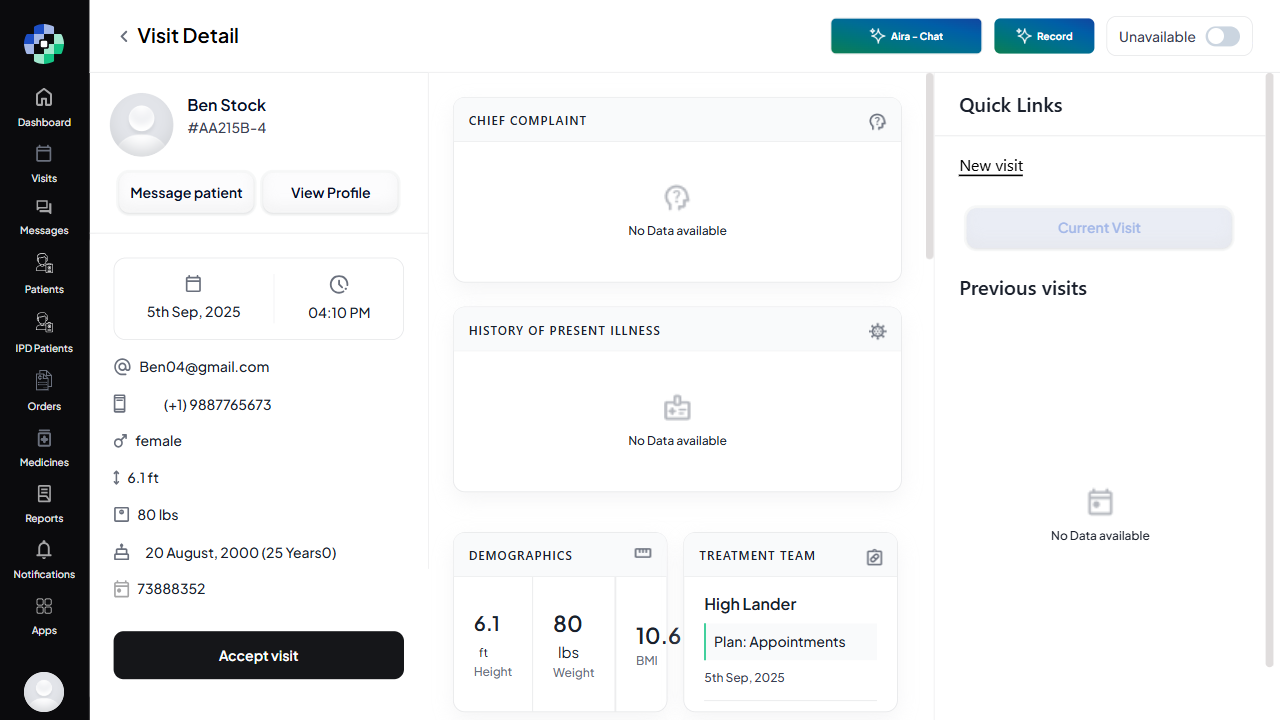 Visit Detail
Aira - Chat
Record
Unavailable
Dashboard
Visits
Messages
Patients
IPD Patients
Orders
Medicines
Reports
Notifications
Apps
Ben Stock
#AA215B-4
Message patient
View Profile
5th Sep, 2025
04:10 PM
Ben04@gmail.com
(+1) 9887765673
female
6.1 ft
80 lbs
20 August, 2000 (25 Years0)
73888352
Accept visit
CHIEF COMPLAINT
No Data available
HISTORY OF PRESENT ILLNESS
No Data available
DEMOGRAPHICS
6.1
ft
Height
80
lbs
Weight
10.6
BMI
TREATMENT TEAM
High Lander
Plan: Appointments
5th Sep, 2025
Quick Links
New visit
Current Visit
Previous visits
No Data available